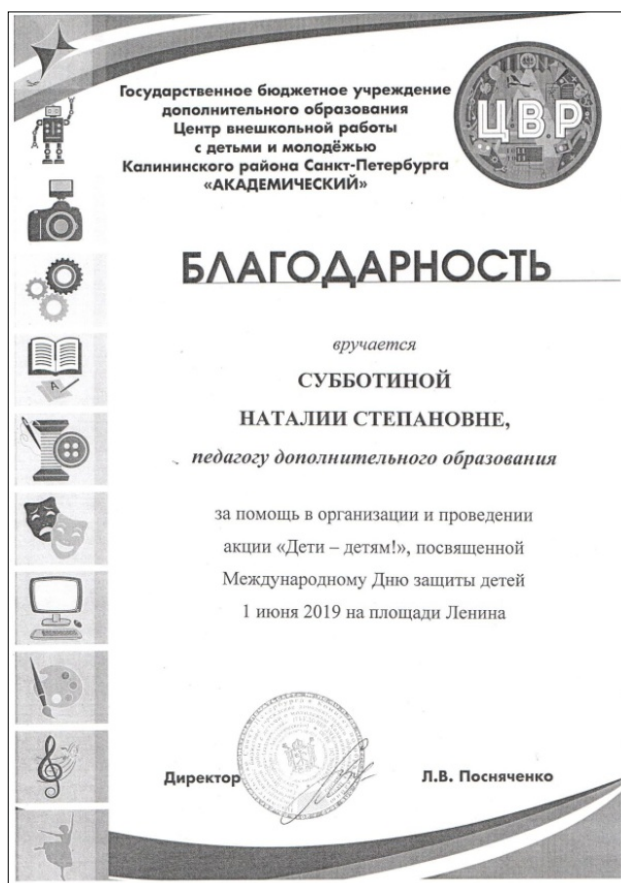 Государственное бюджетное учреждение
дополнительного образования
Центр внешкольной работы
с детьми и молодёжью
Калининского района Санкт-Петербурга
«АКАДЕМИЧЕСКИЙ»
ЦВР
БЛАГОДАРНОСТЬ
вручается
СУББОТИНОЙ
НАТАЛИИ СТЕПАНОВНЕ,
педагогу дополнительного образования
за помощь в организации и проведении
акции «Дети – детям!», посвященной
Международному Дню защиты детей
1 июня 2019 на площади Ленина
Директор
Л.В. Посняченко